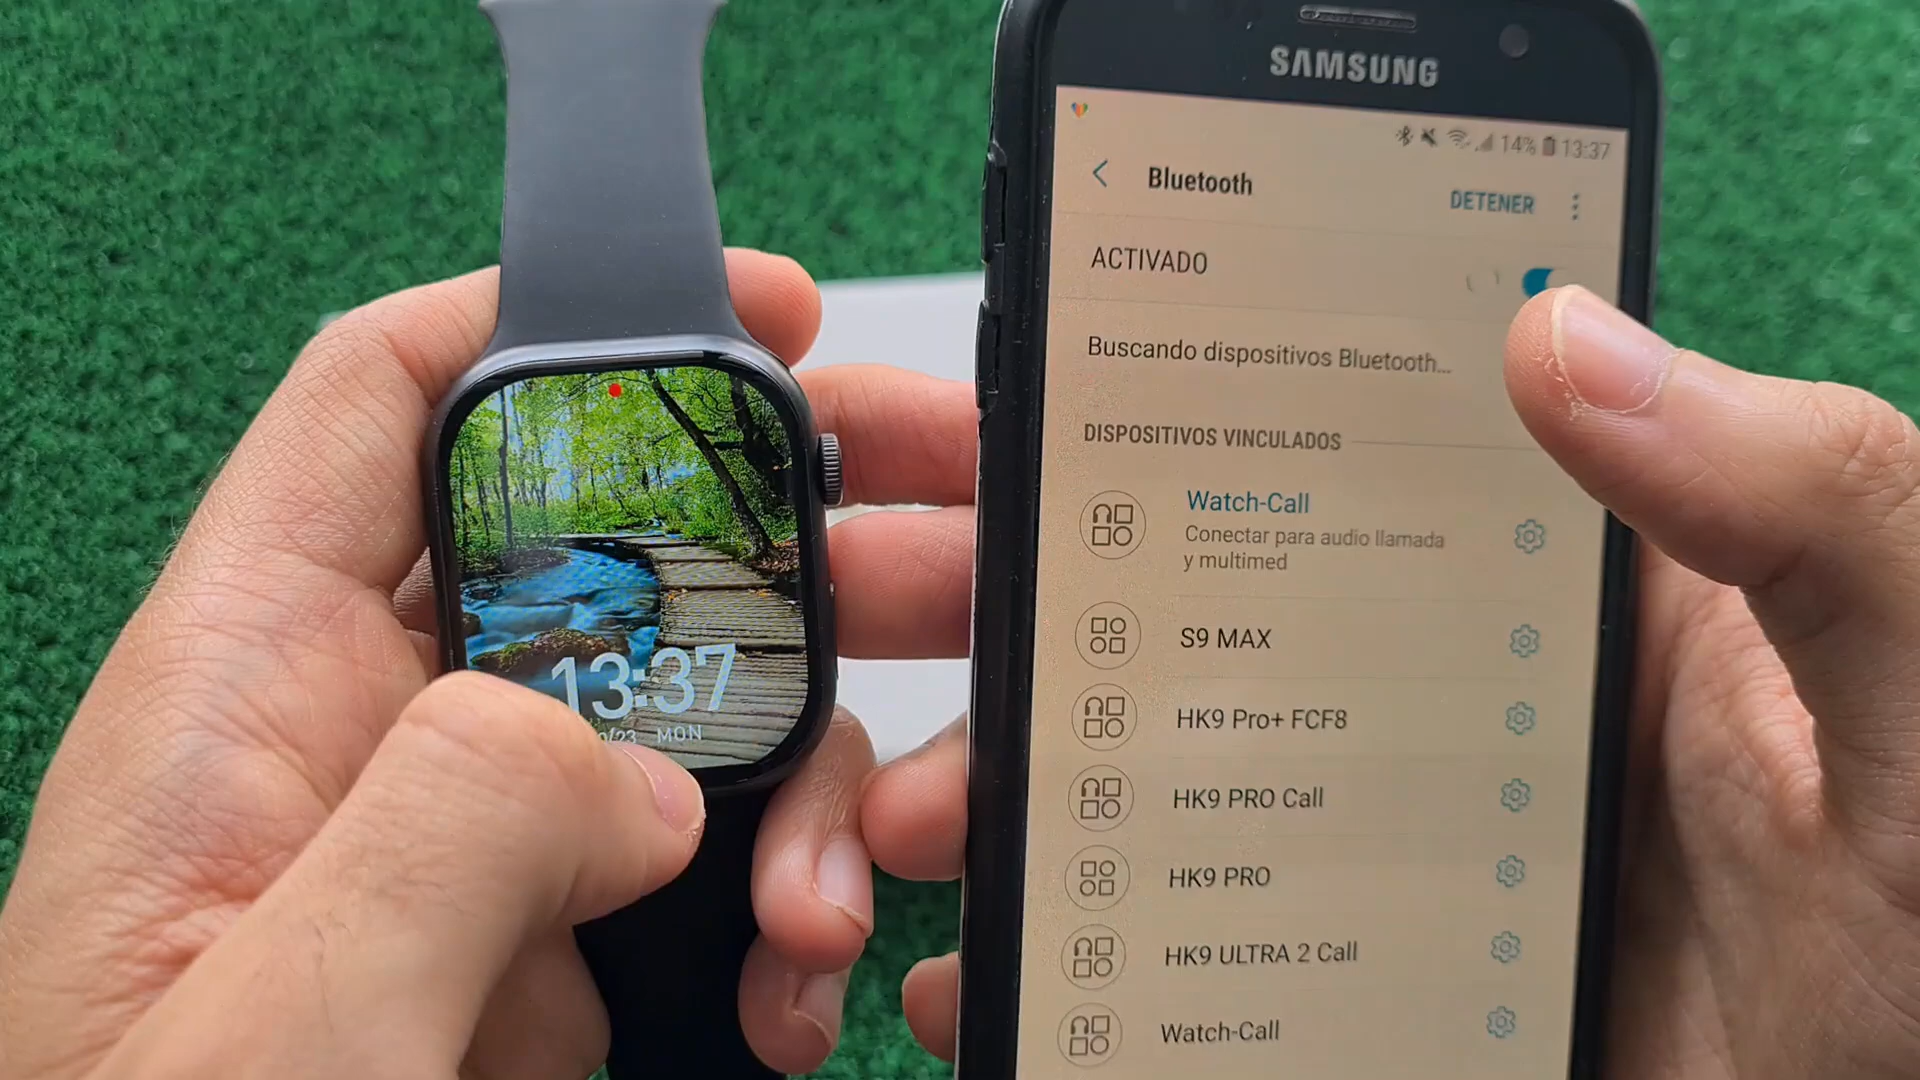 SAMSUNG
14% 13:37
Bluetooth
DETENER
ACTIVADO
Buscando dispositivos Bluetooth...
DISPOSITIVOS VINCULADOS
Watch-Call
Conectar para audio llamada
y multimed
S9 MAX
HK9 Pro+ FCF8
HK9 PRO Call
HK9 PRO
HK9 ULTRA 2 Call
Watch-Call
13:37
/23 MON